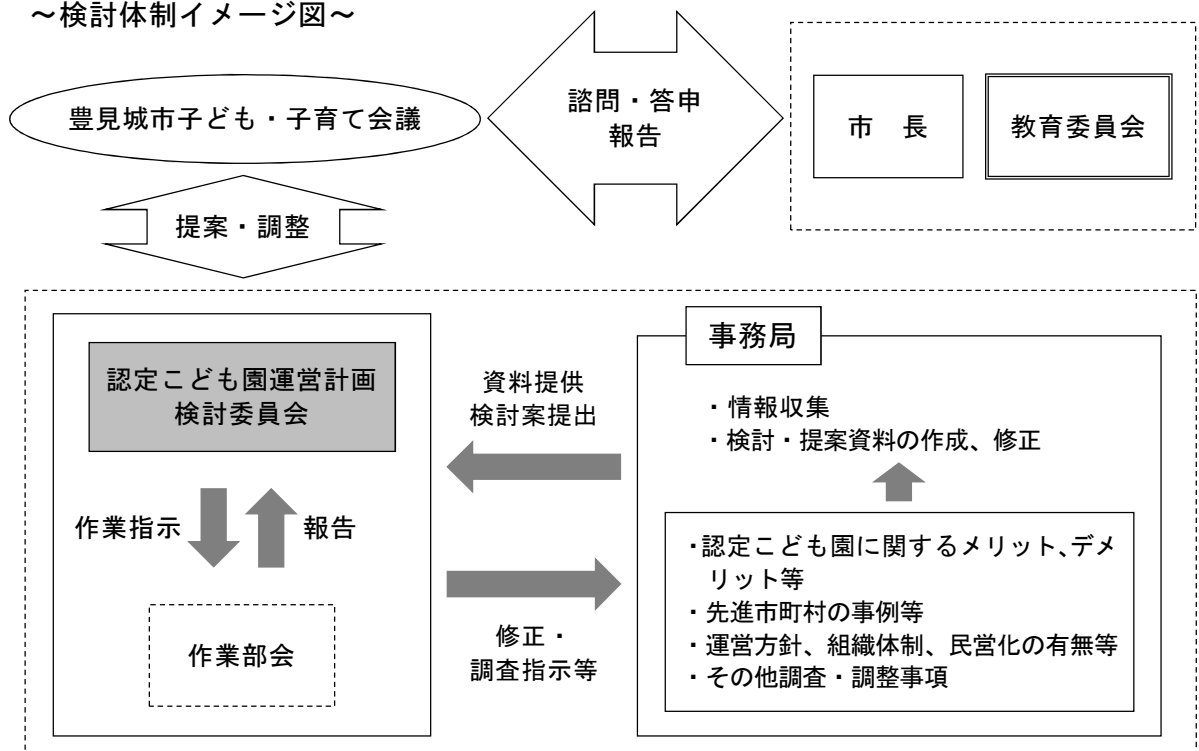 ～検討体制イメージ図～
豊見城市子ども・子育て会議
諮問・答申
報告
市　長
教育委員会
提案・調整
認定こども園運営計画
検討委員会
作業指示
報告
作業部会
資料提供
検討案提出
修正・
調査指示等
事務局
・情報収集
・検討・提案資料の作成、修正
・認定こども園に関するメリット、デメ
リット等
・先進市町村の事例等
・運営方針、組織体制、民営化の有無等
・その他調査・調整事項